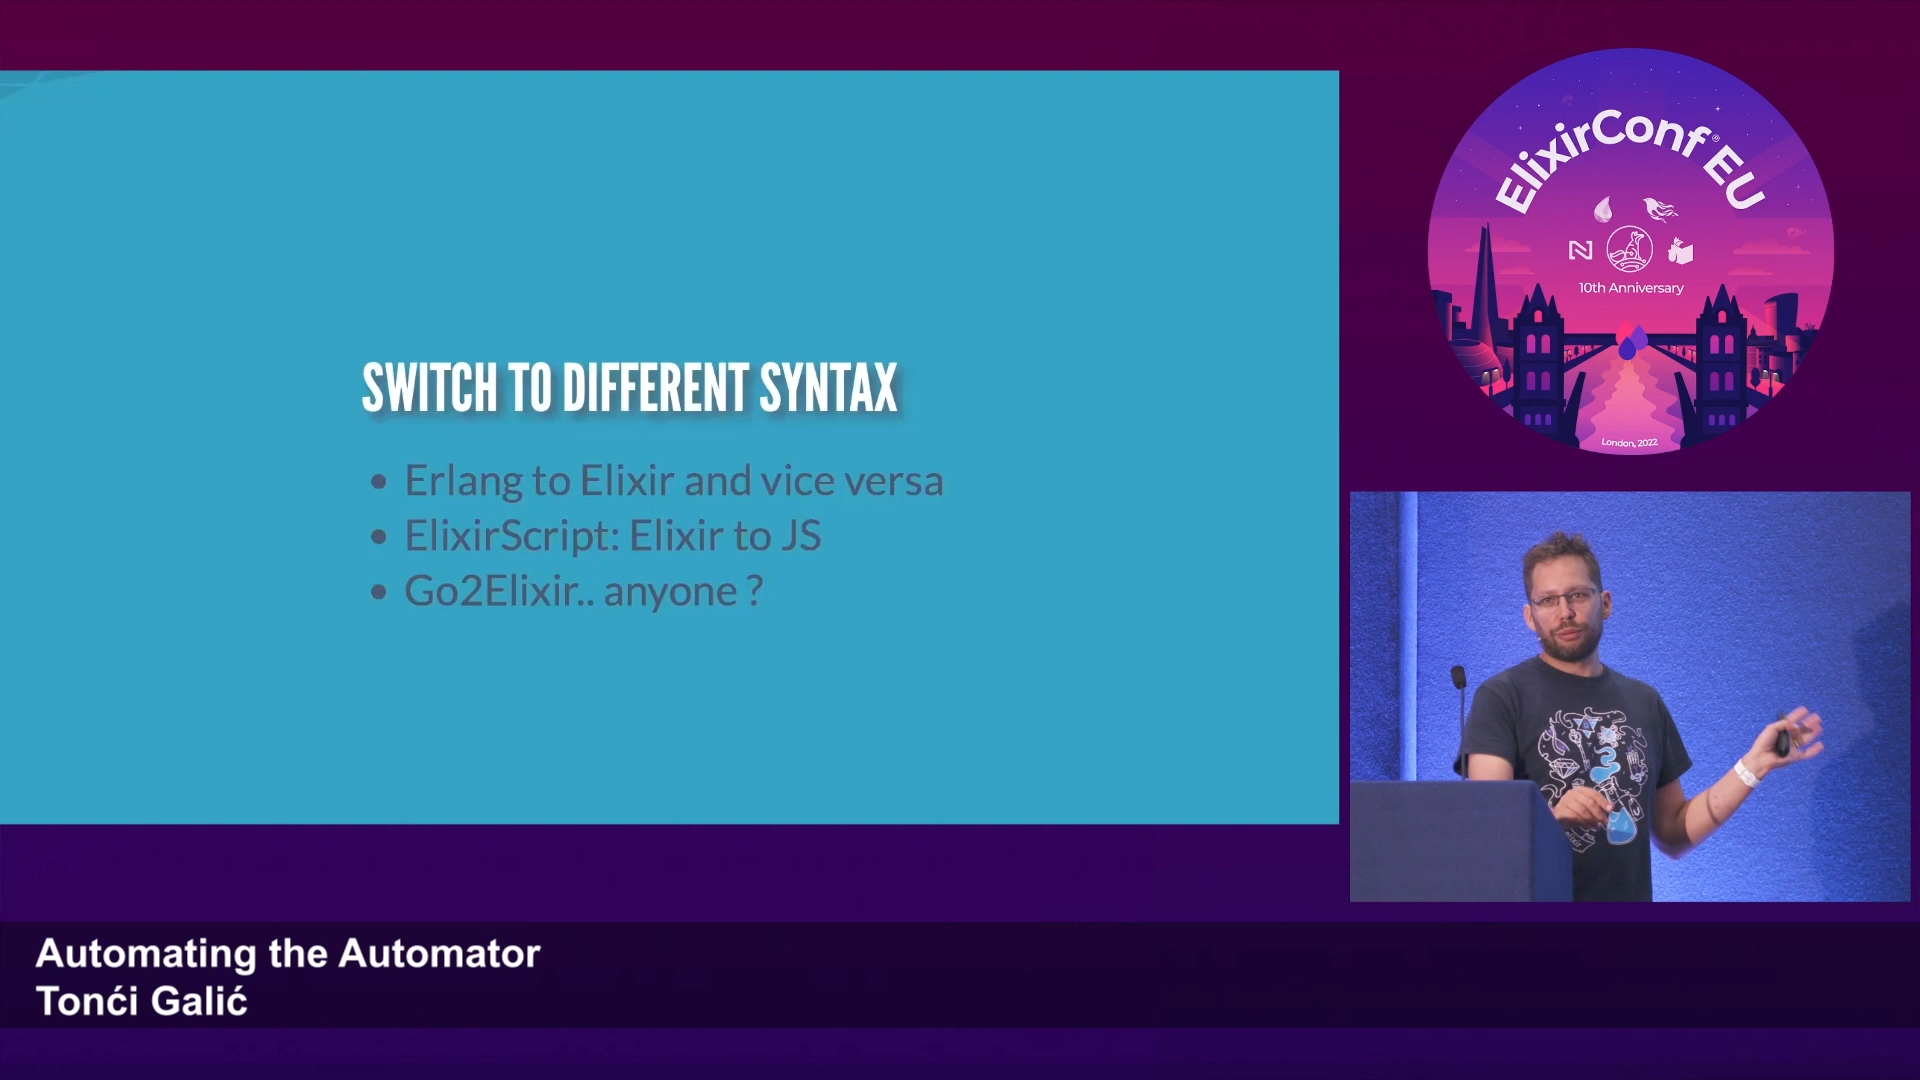 SWITCH TO DIFFERENT SYNTAX
Erlang to Elixir and vice versa
ElixirScript: Elixir to JS
Go2Elixir.. anyone ?
ElixirConf® EU
10th Anniversary
London, 2022
Automating the Automator
Tonći Galić